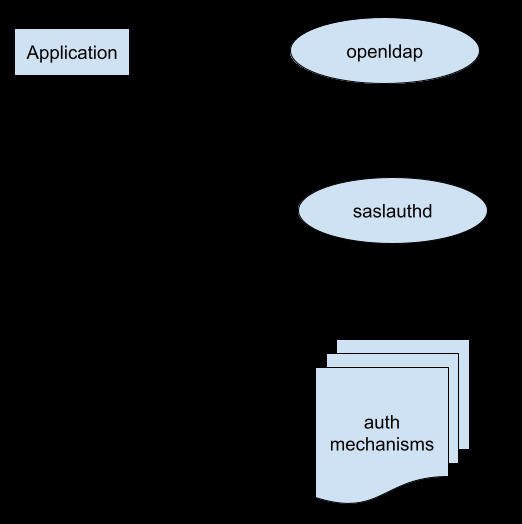 Application
openldap
saslauthd
auth
mechanisms